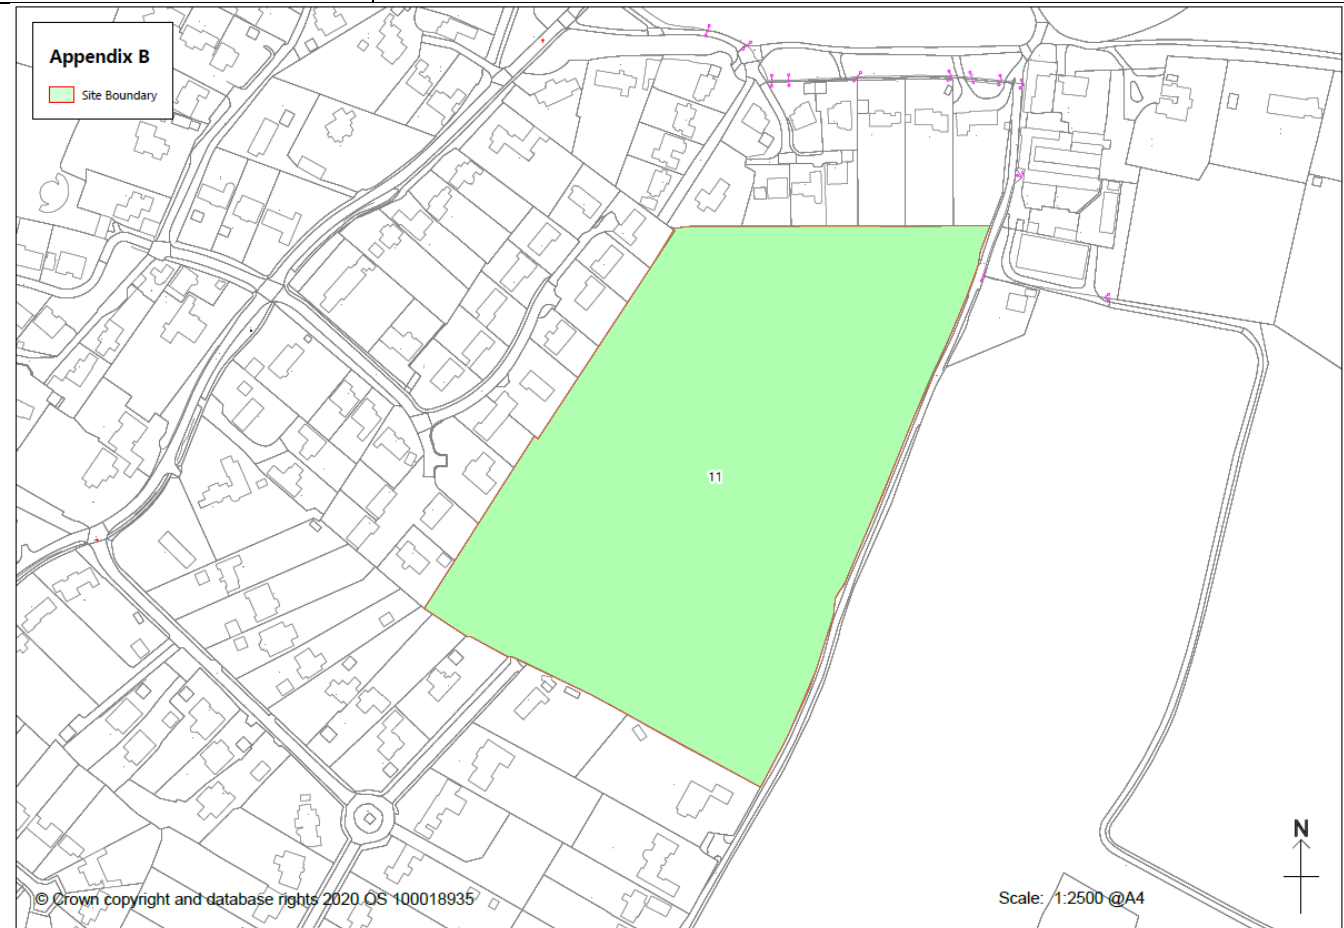 Appendix B
Site Boundary
11
N
© Crown copyright and database rights 2020 OS 100018935
Scale: 1:2500 @A4